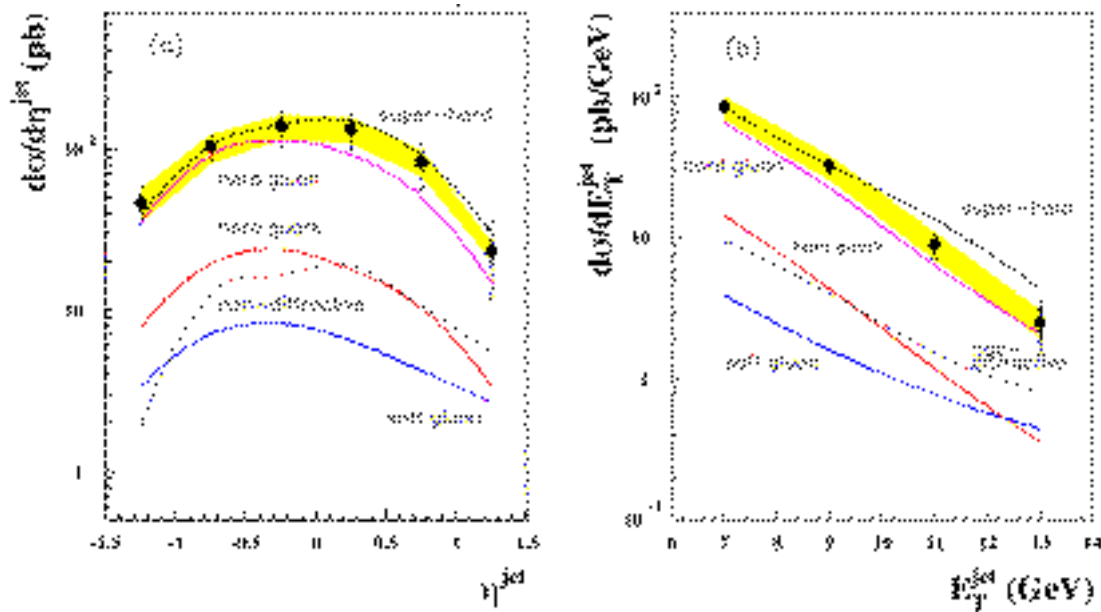 (a)
dσ/dη^jet (pb)
super-hard
10^2
hard gluon
hard quark
non-diffractive
10
soft gluon
1
-1.5 -1 -0.5 0 0.5 1 1.5
η^jet
(b)
dσ/dE_T^jet (pb/GeV)
10^2
hard gluon
super-hard
10
hard quark
soft gluon
1
10^-1
8 9 10 11 12 13 14
E_T^jet (GeV)